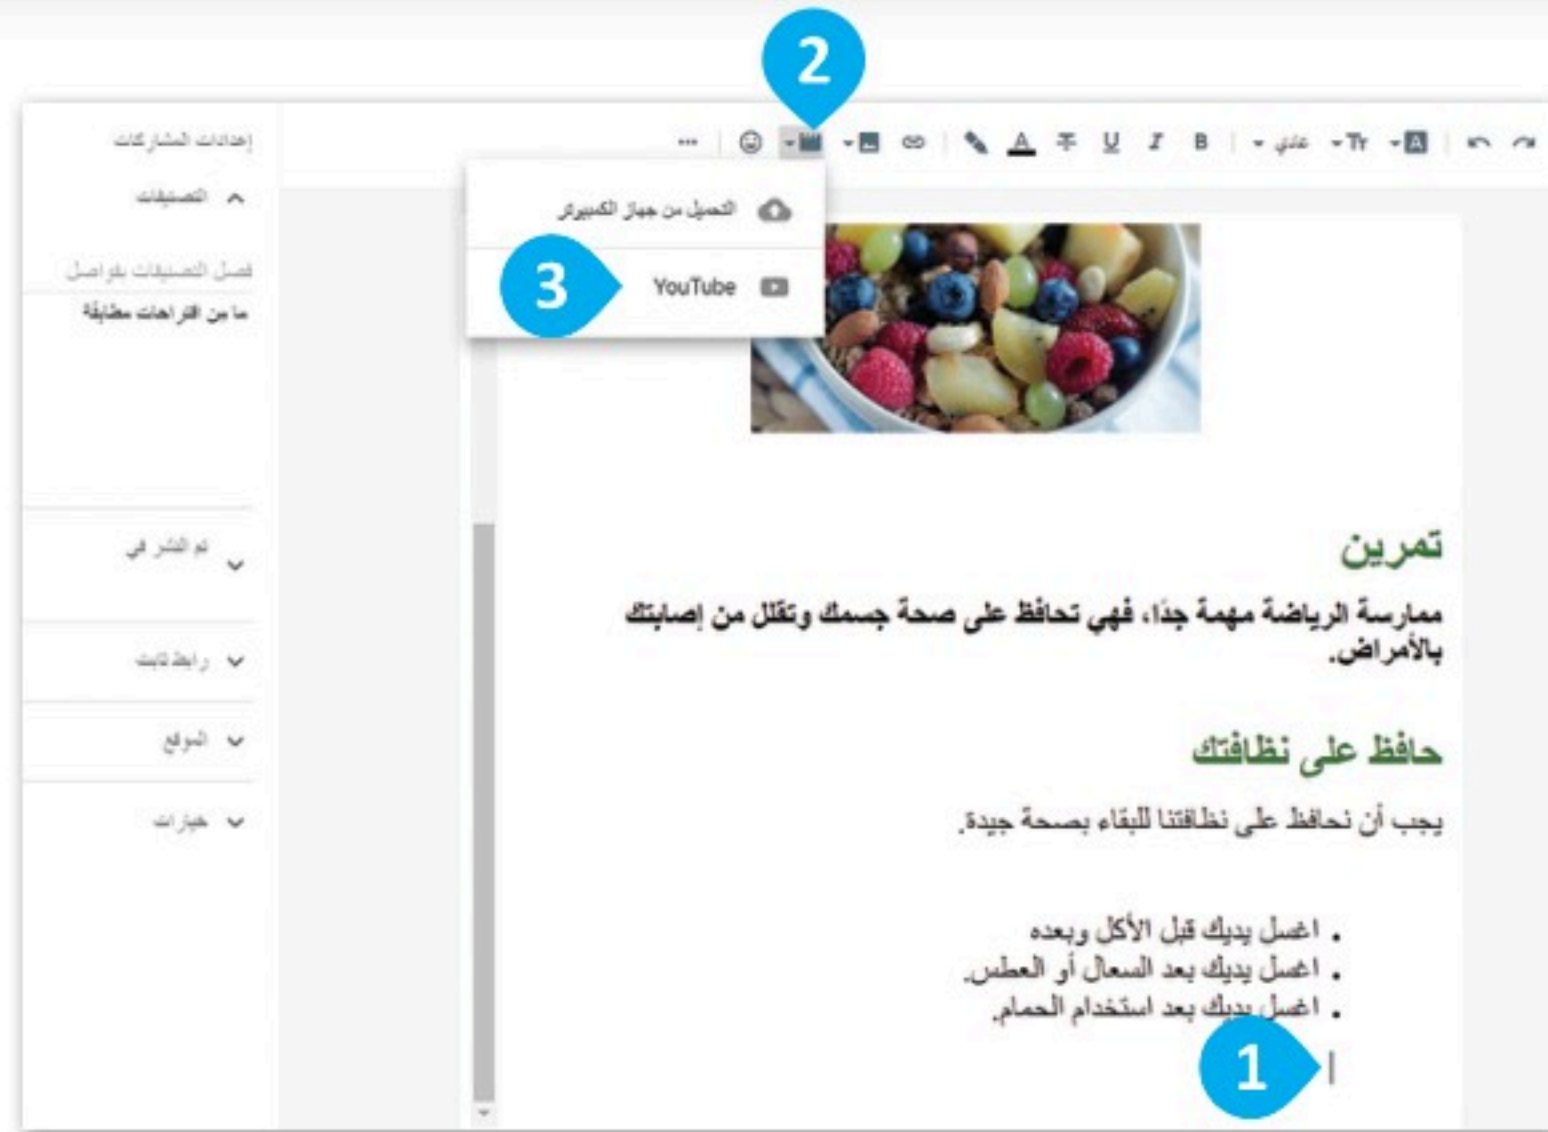 2
عادي
B
I
U
T
A
Tr
A
...
التحميل من جهاز الكمبيوتر
3
YouTube
إعدادات المشاركات
التصنيفات
فصل التصنيفات بفواصل
ما من اقتراحات مطابقة
تم النشر في
رابط ثابت
الموقع
خيارات
تمرين
ممارسة الرياضة مهمة جدًا، فهي تحافظ على صحة جسمك وتقلل من إصابتك
بالأمراض.
حافظ على نظافتك
يجب أن نحافظ على نظافتنا للبقاء بصحة جيدة.
• اغسل يديك قبل الأكل وبعده
• اغسل يديك بعد السعال أو العطس.
• اغسل يديك بعد استخدام الحمام.
1